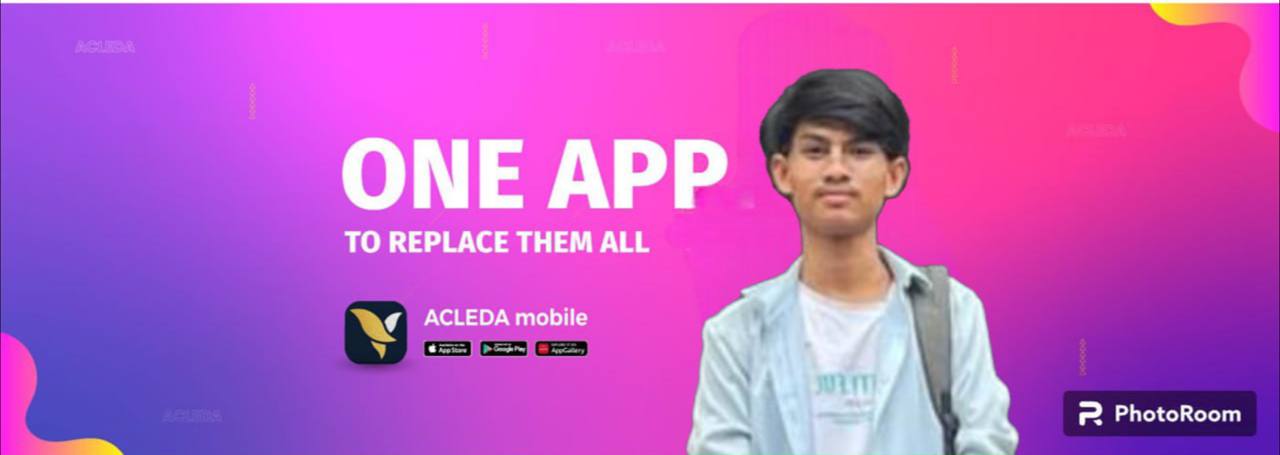 ACLEDA
ACLEDA
ACLEDA
ONE APP
TO REPLACE THEM ALL
ACLEDA mobile
App Store
Google Play
AppGallery
ACLEDA
PhotoRoom